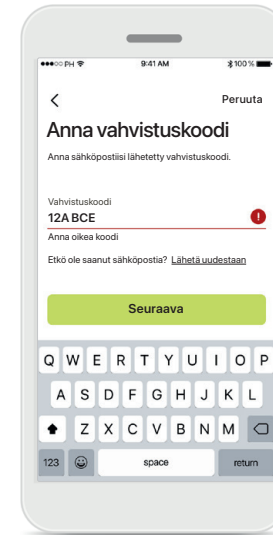 PH 9:41 AM 100%
Peruuta
Anna vahvistuskoodi
Anna sähköpostiisi lähetetty vahvistuskoodi.
Vahvistuskoodi
12A BCE
Anna oikea koodi
Etkö ole saanut sähköpostia? Lähetä uudestaan
Seuraava
Q W E R T Y U I O P
A S D F G H J K L
Z X C V B N M
123 space return